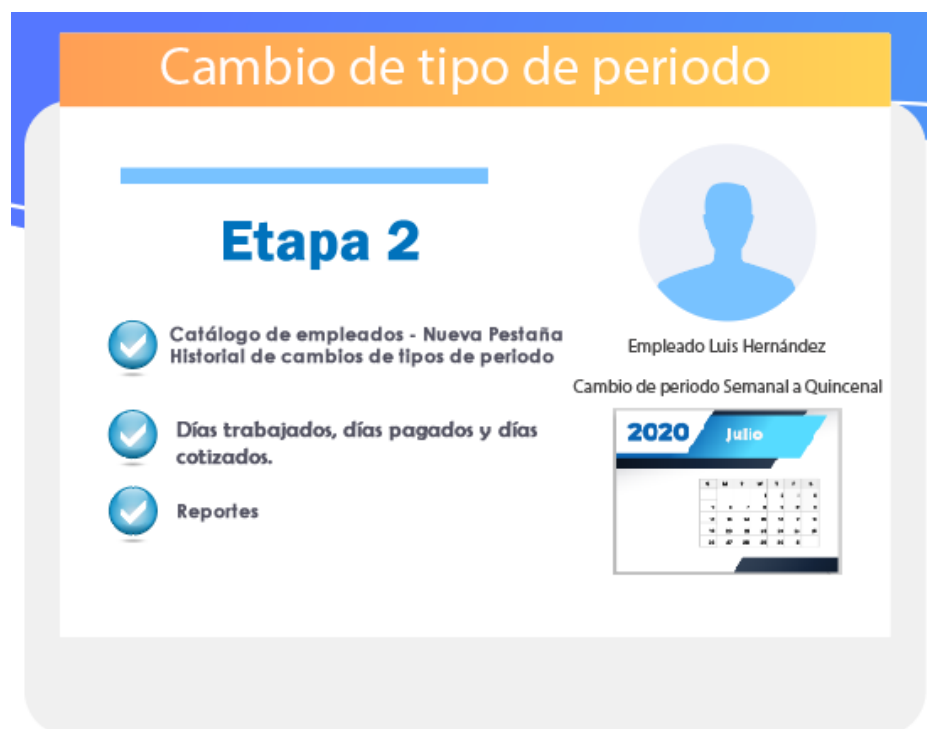 Cambio de tipo de periodo
Etapa 2
Catálogo de empleados - Nueva Pestaña
Historial de cambios de tipos de periodo
Días trabajados, días pagados y días
cotizados.
Reportes
Empleado Luis Hernández
Cambio de periodo Semanal a Quincenal
2020 Julio